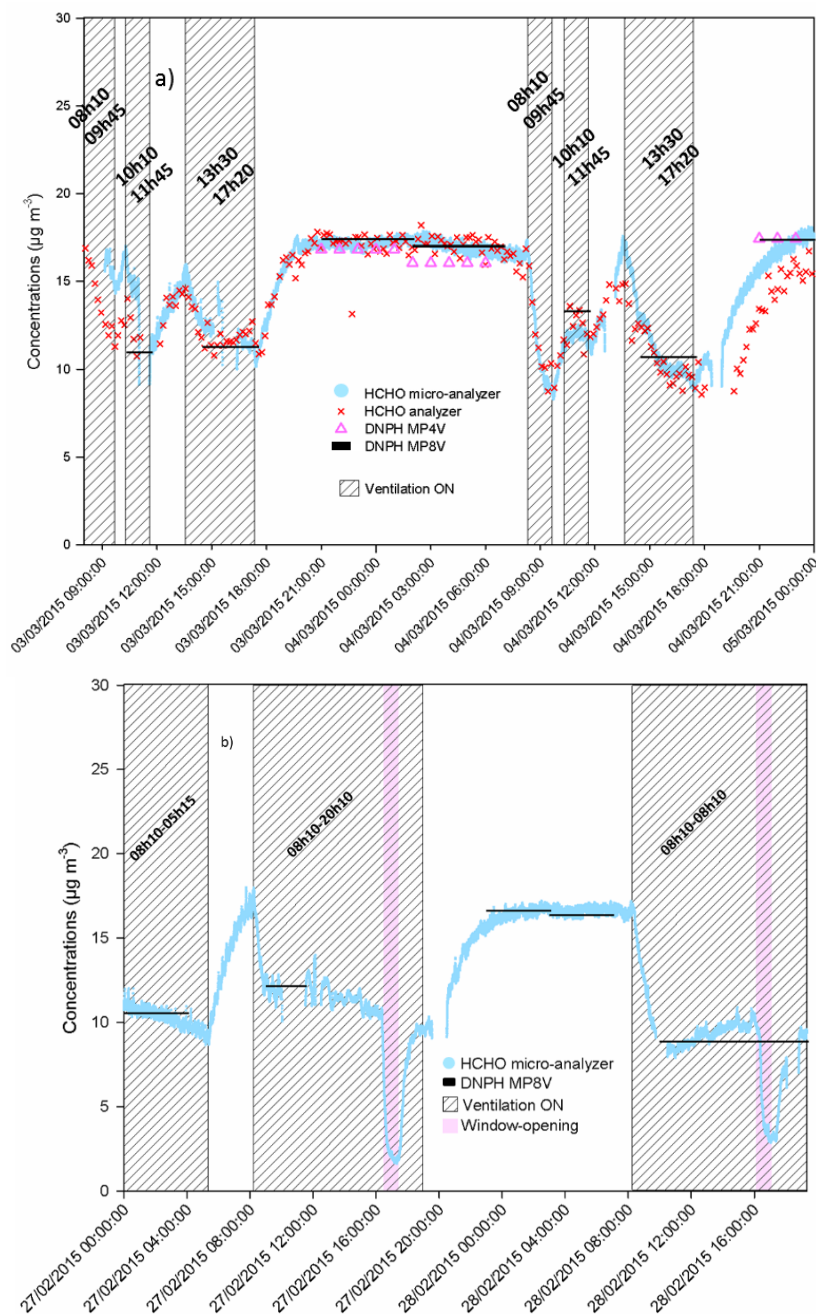 30
25
20
15
10
5
0
Concentrations (µg m⁻³)
a)
08h10
09h45
10h10
11h45
13h30
17h20
08h10
09h45
10h10
11h45
13h30
17h20
HCHO micro-analyzer
HCHO analyzer
DNPH MP4V
DNPH MP8V
Ventilation ON
03/03/2015 09:00:00
03/03/2015 12:00:00
03/03/2015 15:00:00
03/03/2015 18:00:00
03/03/2015 21:00:00
04/03/2015 00:00:00
04/03/2015 03:00:00
04/03/2015 06:00:00
04/03/2015 09:00:00
04/03/2015 12:00:00
04/03/2015 15:00:00
04/03/2015 18:00:00
04/03/2015 21:00:00
05/03/2015 00:00:00
30
25
20
15
10
5
0
Concentrations (µg m⁻³)
b)
08h10-05h15
08h10-20h10
08h10-08h10
HCHO micro-analyzer
DNPH MP8V
Ventilation ON
Window-opening
27/02/2015 00:00:00
27/02/2015 04:00:00
27/02/2015 08:00:00
27/02/2015 12:00:00
27/02/2015 16:00:00
27/02/2015 20:00:00
28/02/2015 00:00:00
28/02/2015 04:00:00
28/02/2015 08:00:00
28/02/2015 12:00:00
28/02/2015 16:00:00